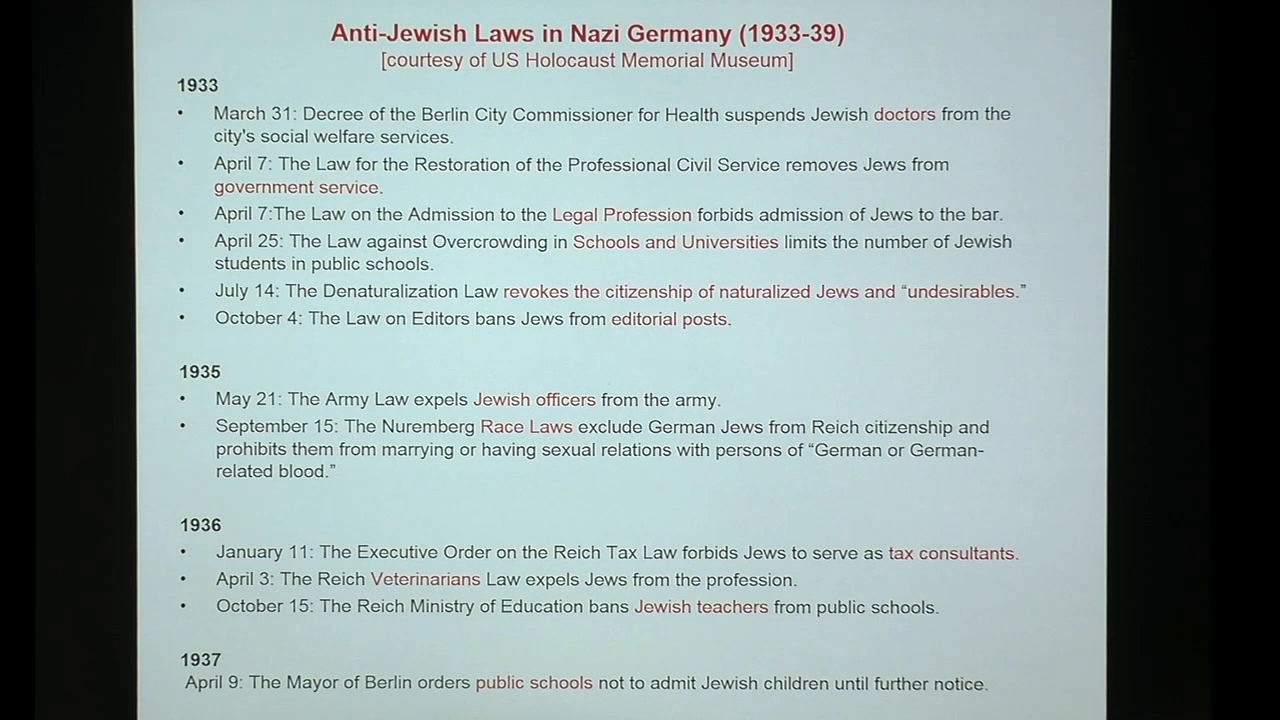 Anti-Jewish Laws in Nazi Germany (1933-39)
[courtesy of US Holocaust Memorial Museum]
1933
• March 31: Decree of the Berlin City Commissioner for Health suspends Jewish doctors from the
city's social welfare services.
• April 7: The Law for the Restoration of the Professional Civil Service removes Jews from
government service.
• April 7:The Law on the Admission to the Legal Profession forbids admission of Jews to the bar.
• April 25: The Law against Overcrowding in Schools and Universities limits the number of Jewish
students in public schools.
• July 14: The Denaturalization Law revokes the citizenship of naturalized Jews and “undesirables.”
• October 4: The Law on Editors bans Jews from editorial posts.
1935
• May 21: The Army Law expels Jewish officers from the army.
• September 15: The Nuremberg Race Laws exclude German Jews from Reich citizenship and
prohibits them from marrying or having sexual relations with persons of “German or German-
related blood.”
1936
• January 11: The Executive Order on the Reich Tax Law forbids Jews to serve as tax consultants.
• April 3: The Reich Veterinarians Law expels Jews from the profession.
• October 15: The Reich Ministry of Education bans Jewish teachers from public schools.
1937
April 9: The Mayor of Berlin orders public schools not to admit Jewish children until further notice.